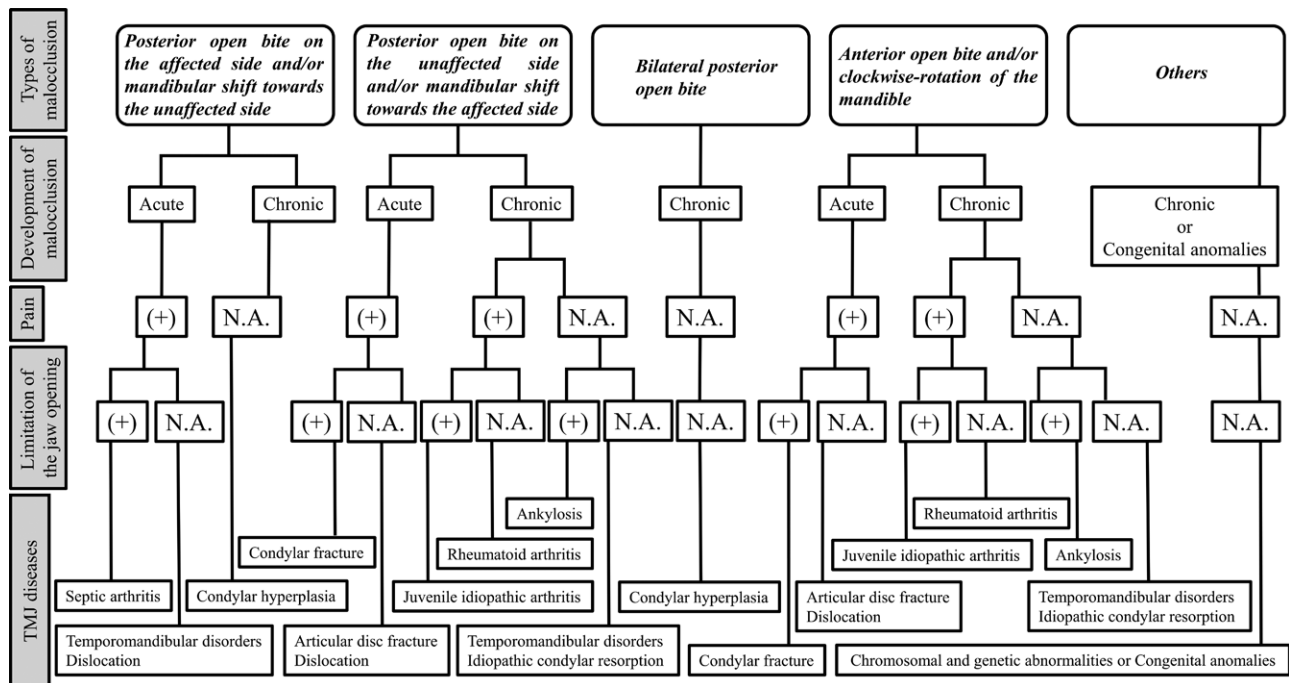 Types of
malocclusion
Posterior open bite on
the affected side and/or
mandibular shift towards
the unaffected side
Posterior open bite on
the unaffected side
and/or mandibular shift
towards the affected side
Bilateral posterior
open bite
Anterior open bite and/or
clockwise-rotation of the
mandible
Others
Development of
malocclusion
Acute
Chronic
Acute
Chronic
Chronic
Acute
Chronic
Chronic
or
Congenital anomalies
Pain
(+)
N.A.
(+)
(+)
N.A.
N.A.
(+)
(+)
N.A.
N.A.
Limitation of
the jaw opening
(+)
N.A.
(+)
N.A.
(+)
N.A.
(+)
N.A.
N.A.
(+)
N.A.
(+)
N.A.
(+)
N.A.
N.A.
TMJ diseases
Septic arthritis
Temporomandibular disorders
Dislocation
Condylar hyperplasia
Condylar fracture
Articular disc fracture
Dislocation
Juvenile idiopathic arthritis
Rheumatoid arthritis
Ankylosis
Temporomandibular disorders
Idiopathic condylar resorption
Condylar hyperplasia
Condylar fracture
Articular disc fracture
Dislocation
Juvenile idiopathic arthritis
Rheumatoid arthritis
Ankylosis
Temporomandibular disorders
Idiopathic condylar resorption
Chromosomal and genetic abnormalities or Congenital anomalies